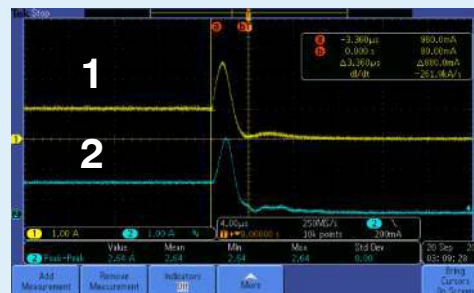 Stop
a b
a -3.360µs 960.0mA
b 0.000 s 80.00mA
Δ3.360µs Δ880.0mA
dI/dt -261.9kA/s
1
2
1 1.00 A 2 1.00 A
4.00µs 250MS/s 2
10k points 200mA
Value Mean Min Max Std Dev
2 Peak-Peak 2.64 A 2.64 2.64 2.64 0.00
20 Sep
03:09:28
Add Measurement
Remove Measurement
Indicators Off
More
Bring Cursors On Screen